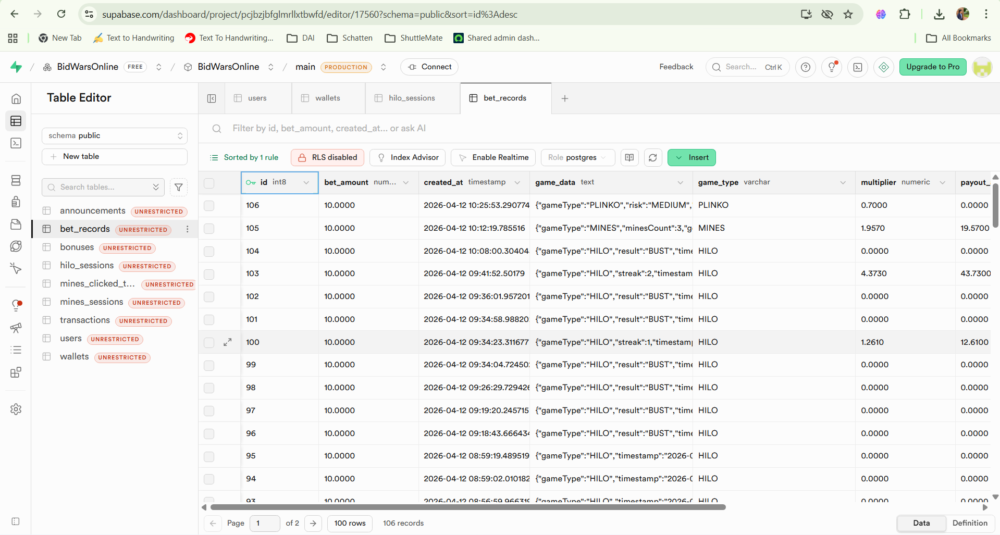 supabase.com/dashboard/project/pcjbzjbfglmrllxtbwfd/editor/17560?schema=public&sort=id%3Adesc
New Tab Text to Handwriting Text To Handwriting... DAI Schatten ShuttleMate Shared admin dash... All Bookmarks
/ BidWarsOnline FREE / BidWarsOnline / main PRODUCTION Connect Feedback Search... Ctrl K Upgrade to Pro
Table Editor
users wallets hilo_sessions bet_records
schema public
New table
Search tables...
announcements UNRESTRICTED
bet_records UNRESTRICTED
bonuses UNRESTRICTED
hilo_sessions UNRESTRICTED
mines_clicked_t... UNRESTRICTED
mines_sessions UNRESTRICTED
transactions UNRESTRICTED
users UNRESTRICTED
wallets UNRESTRICTED
Filter by id, bet_amount, created_at... or ask AI
Sorted by 1 rule RLS disabled Index Advisor Enable Realtime Role postgres Insert
id int8 bet_amount num... created_at timestamp game_data text game_type varchar multiplier numeric payout_
106 10.0000 2026-04-12 10:25:53.290774 {"gameType":"PLINKO","risk":"MEDIUM", PLINKO 0.7000 0.0000
105 10.0000 2026-04-12 10:12:19.785516 {"gameType":"MINES","minesCount":3,"g MINES 1.9570 19.5700
104 10.0000 2026-04-12 10:08:00.30404 {"gameType":"HILO","result":"BUST","time HILO 0.0000 0.0000
103 10.0000 2026-04-12 09:41:52.50179 {"gameType":"HILO","streak":2,"timestam HILO 4.3730 43.7300
102 10.0000 2026-04-12 09:36:01.957201 {"gameType":"HILO","result":"BUST","time HILO 0.0000 0.0000
101 10.0000 2026-04-12 09:34:58.98820 {"gameType":"HILO","result":"BUST","time HILO 0.0000 0.0000
100 10.0000 2026-04-12 09:34:23.311677 {"gameType":"HILO","streak":1,"timestamp HILO 1.2610 12.6100
99 10.0000 2026-04-12 09:34:04.72450 {"gameType":"HILO","result":"BUST","time HILO 0.0000 0.0000
98 10.0000 2026-04-12 09:26:29.729426 {"gameType":"HILO","result":"BUST","time HILO 0.0000 0.0000
97 10.0000 2026-04-12 09:19:20.245715 {"gameType":"HILO","result":"BUST","time HILO 0.0000 0.0000
96 10.0000 2026-04-12 09:18:43.666434 {"gameType":"HILO","result":"BUST","time HILO 0.0000 0.0000
95 10.0000 2026-04-12 08:59:19.489519 {"gameType":"HILO","timestamp":"2026-0 HILO 0.0000 0.0000
94 10.0000 2026-04-12 08:59:02.010182 {"gameType":"HILO","timestamp":"2026-0 HILO 0.0000 0.0000
93 10.0000 2026-04-12 08:56:59.966319 {"gameType":"HILO","timestamp":"2026-0 HILO 0.0000 0.0000
Page 1 of 2 100 rows 106 records Data Definition